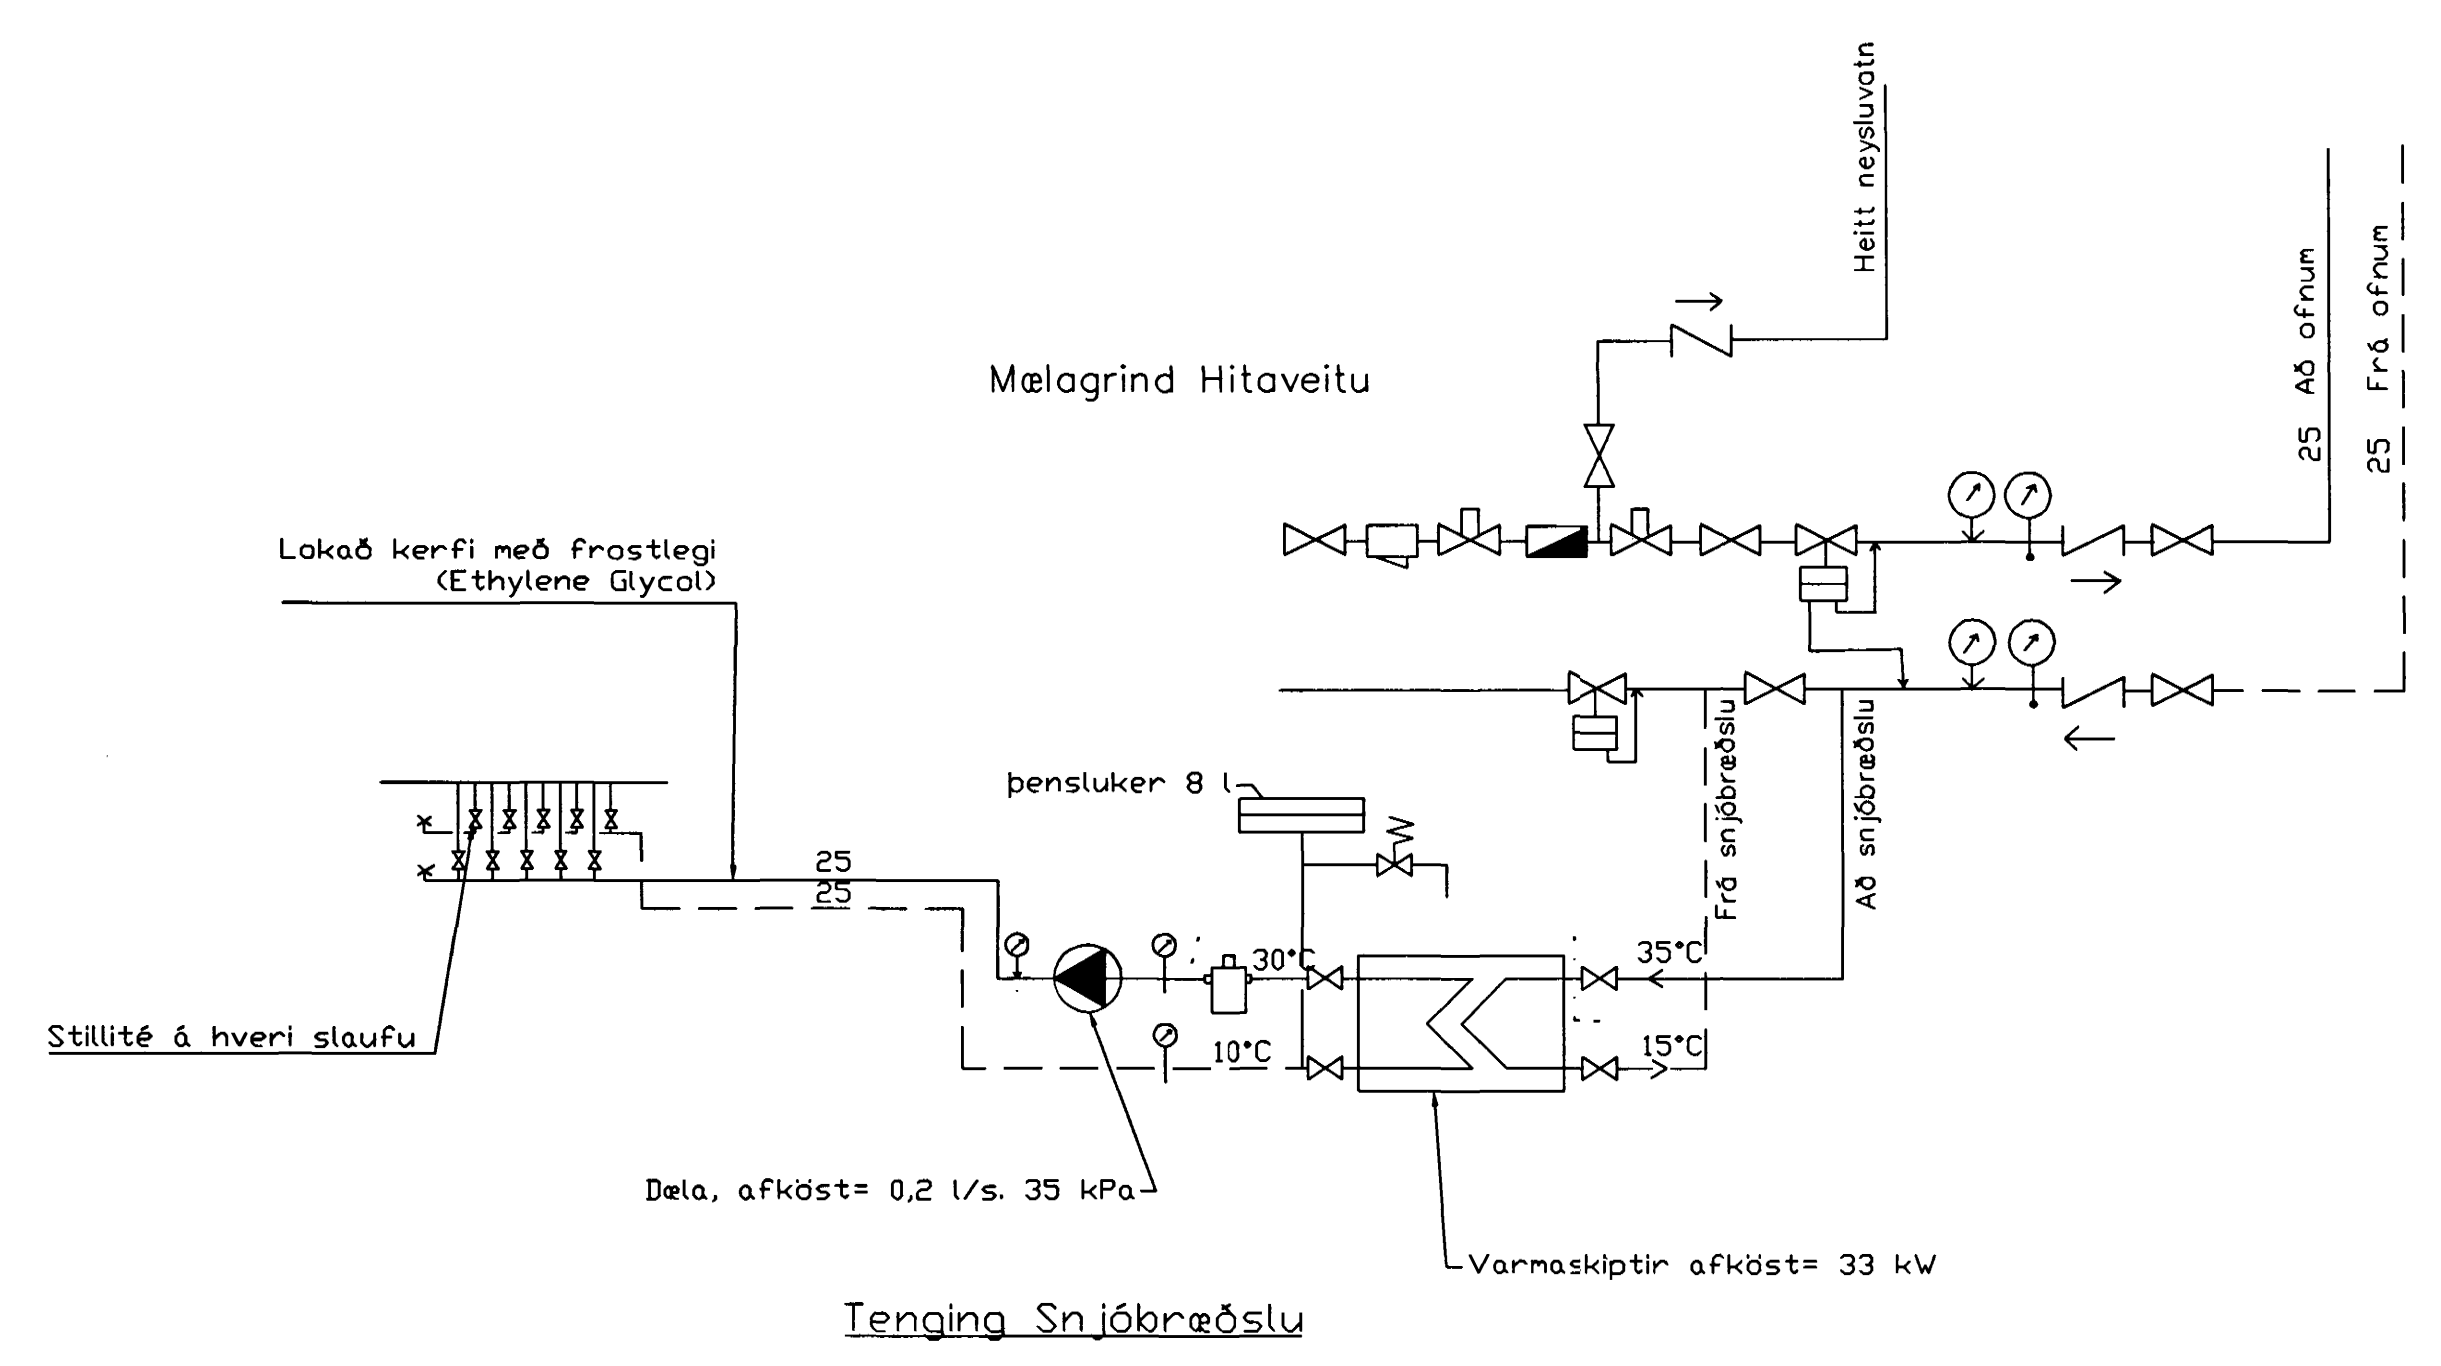 Heitt neysluvatn
25 Að ofnum
25 Frá ofnum
Mælagrind Hitaveitu
Lokað kerfi með frostlegi
(Ethylene Glycol)
Frá snjóbræðslu
Að snjóbræðslu
þensluker 8 l
25
25
30°C
35°C
Stillité á hveri slaufu
10°C
15°C
Dæla, afköst= 0,2 l/s. 35 kPa
Varmaskiptir afköst= 33 kW
Tenging Snjóbræðslu